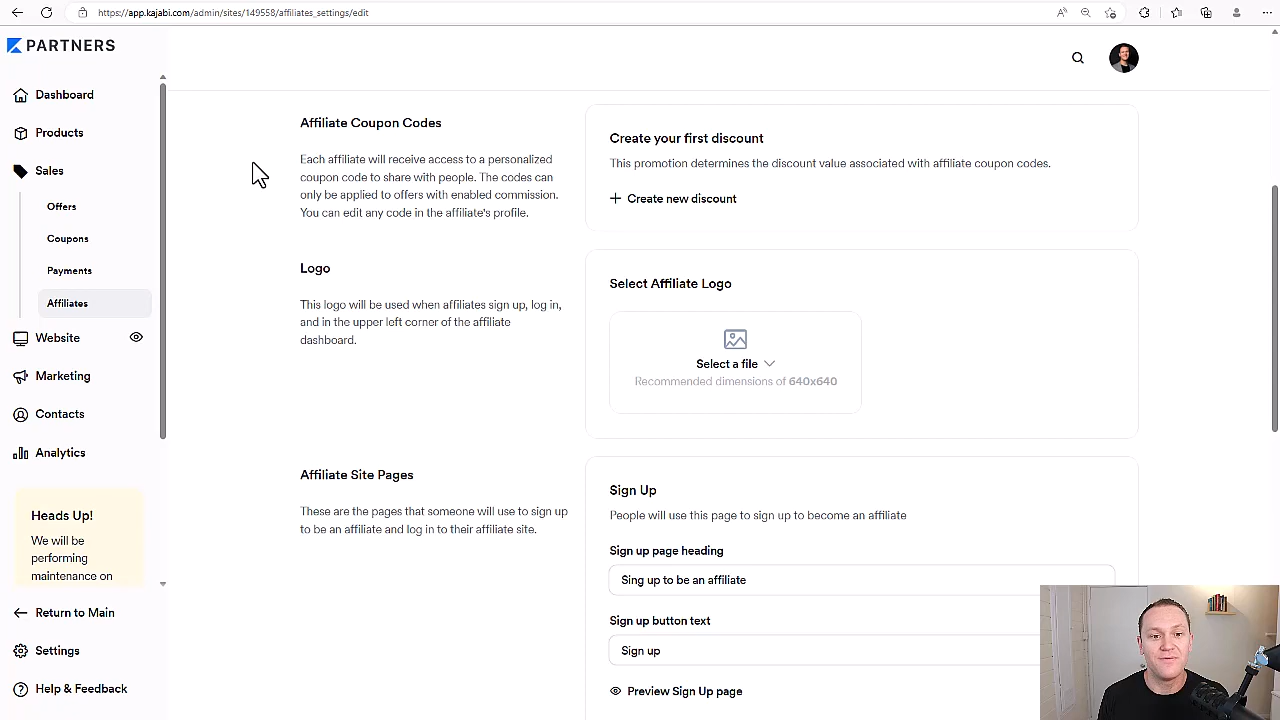 https://app.kajabi.com/admin/sites/149558/affiliates_settings/edit
PARTNERS
Dashboard
Products
Sales
Offers
Coupons
Payments
Affiliates
Website
Marketing
Contacts
Analytics
Heads Up!
We will be
performing
maintenance on
Return to Main
Settings
Help & Feedback
Affiliate Coupon Codes
Each affiliate will receive access to a personalized
coupon code to share with people. The codes can
only be applied to offers with enabled commission.
You can edit any code in the affiliate's profile.
Create your first discount
This promotion determines the discount value associated with affiliate coupon codes.
+ Create new discount
Logo
This logo will be used when affiliates sign up, log in,
and in the upper left corner of the affiliate
dashboard.
Select Affiliate Logo
Select a file
Recommended dimensions of 640x640
Affiliate Site Pages
These are the pages that someone will use to sign up
to be an affiliate and log in to their affiliate site.
Sign Up
People will use this page to sign up to become an affiliate
Sign up page heading
Sing up to be an affiliate
Sign up button text
Sign up
Preview Sign Up page